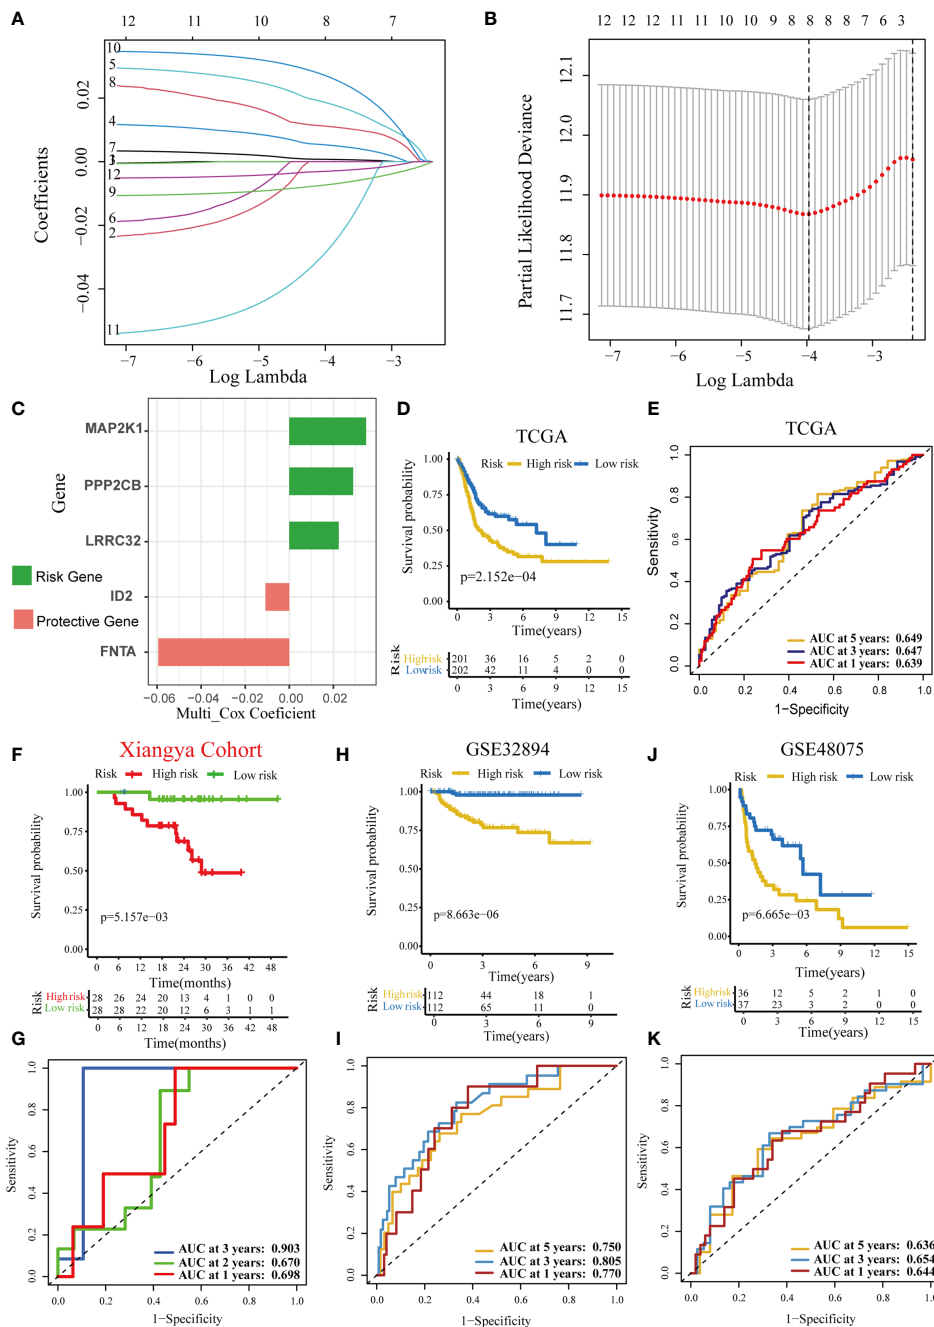 A
12 10 10 8 7
Coefficients
0.02
0.00
−0.02
−0.04
10
5
8
4
7
3
12
9
6
2
11
−7 −6 −5 −4 −3
Log Lambda
B
12 12 12 11 11 10 10 9 8 8 8 7 6 3
Partial Likelihood Deviance
12.1
12.0
11.9
11.8
11.7
−7 −6 −5 −4 −3
Log Lambda
C
Gene
MAP2K1
PPP2CB
LRRC32
ID2
FNTA
Risk Gene
Protective Gene
−0.06 −0.04 −0.02 0.00 0.02
Multi_Cox Coeficient
D
TCGA
Risk High risk Low risk
Survival probability
1.00
0.75
0.50
0.25
0.00
p=2.152e−04
0 3 6 9 12 15
Time(years)
Risk
Highrisk 201 36 16 5 2 0
Lowrisk 202 42 11 4 0 0
0 3 6 9 12 15
Time(years)
E
TCGA
Sensitivity
1.0
0.8
0.6
0.4
0.2
0.0
AUC at 5 years: 0.649
AUC at 3 years: 0.647
AUC at 1 years: 0.639
0.0 0.2 0.4 0.6 0.8 1.0
1−Specificity
F
Xiangya Cohort
Risk High risk Low risk
Survival probability
1.00
0.75
0.50
0.25
0.00
p=5.157e−03
0 6 12 18 24 30 36 42 48
Time(months)
Risk
High risk 28 26 24 20 13 4 1 0 0
Low risk 28 28 22 20 12 6 3 1 1
0 6 12 18 24 30 36 42 48
Time(months)
H
GSE32894
Risk High risk Low risk
Survival probability
1.00
0.75
0.50
0.25
0.00
p=8.663e−06
0 3 6 9
Time(years)
Risk
Highrisk 112 44 18 1
Low risk 112 65 11 0
0 3 6 9
Time(years)
J
GSE48075
Risk High risk Low risk
Survival probability
1.00
0.75
0.50
0.25
0.00
p=6.665e−03
0 3 6 9 12 15
Time(years)
Risk
Highrisk 36 12 5 2 1 0
Low risk 37 23 3 2 0 0
0 3 6 9 12 15
Time(years)
G
Sensitivity
1.0
0.8
0.6
0.4
0.2
0.0
AUC at 3 years: 0.903
AUC at 2 years: 0.670
AUC at 1 years: 0.698
0.0 0.2 0.4 0.6 0.8 1.0
1−Specificity
I
Sensitivity
1.0
0.8
0.6
0.4
0.2
0.0
AUC at 5 years: 0.750
AUC at 3 years: 0.805
AUC at 1 years: 0.770
0.0 0.2 0.4 0.6 0.8 1.0
1−Specificity
K
Sensitivity
1.0
0.8
0.6
0.4
0.2
0.0
AUC at 5 years: 0.636
AUC at 3 years: 0.654
AUC at 1 years: 0.644
0.0 0.2 0.4 0.6 0.8 1.0
1−Specificity